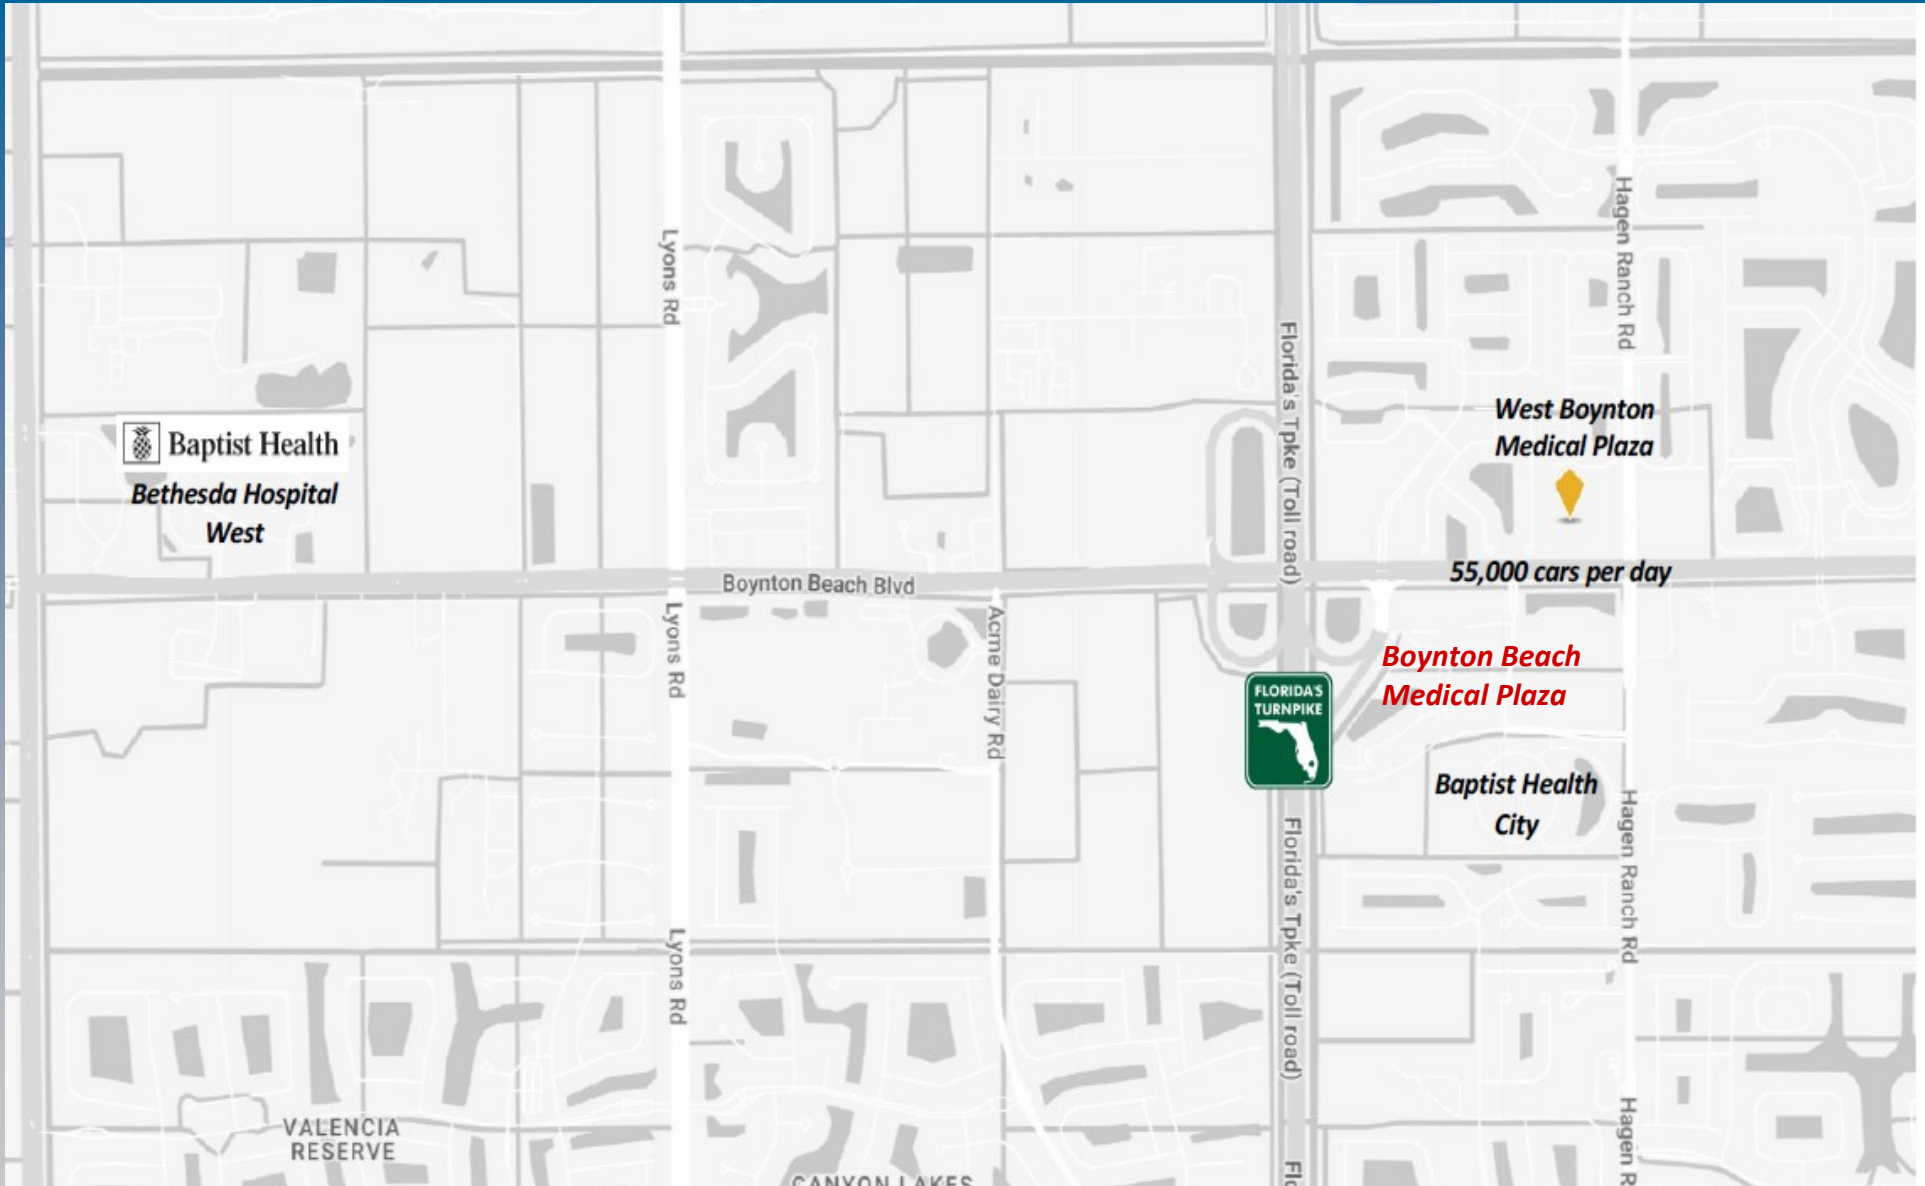 Lyons Rd
Hagen Ranch Rd
Florida's Tpke (Toll road)
West Boynton
Medical Plaza
Baptist Health
Bethesda Hospital
West
55,000 cars per day
Boynton Beach Blvd
Lyons Rd
Acme Dairy Rd
Boynton Beach
Medical Plaza
FLORIDA'S
TURNPIKE
Baptist Health
City
Hagen Ranch Rd
Florida's Tpke (Toll road)
Lyons Rd
VALENCIA
RESERVE
Hagen R
CANYON LAKES
Flo